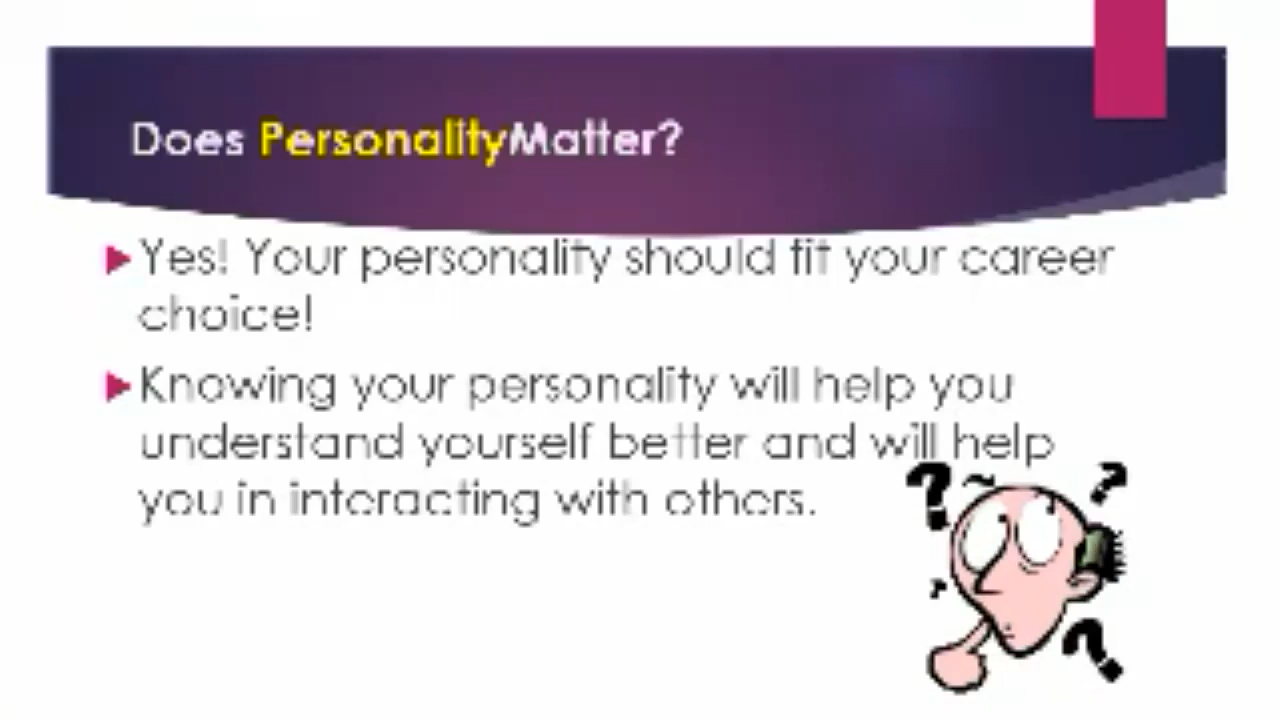 Does PersonalityMatter?
Yes! Your personality should fit your career
choice!
Knowing your personality will help you
understand yourself better and will help
you in interacting with others.
? ?
?
?